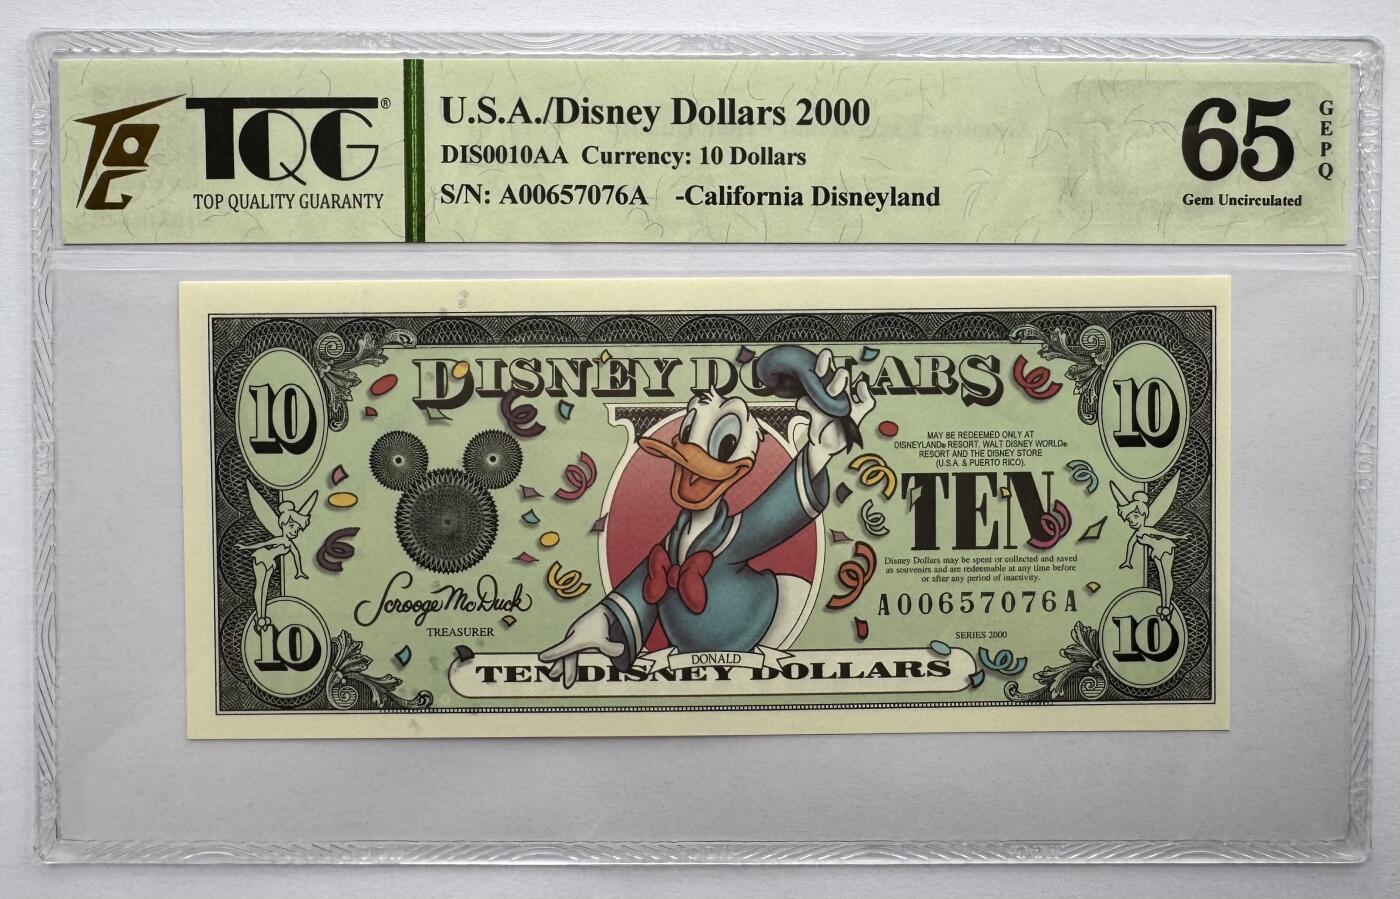 TQG®
TOP QUALITY GUARANTY
U.S.A./Disney Dollars 2000
DIS0010AA Currency: 10 Dollars
S/N: A00657076A -California Disneyland
65
GEPQ
Gem Uncirculated
DISNEY DOLLARS
10
10
MAY BE REDEEMED ONLY AT
DISNEYLAND® RESORT, WALT DISNEY WORLD®
RESORT AND THE DISNEY STORE
(U.S.A. & PUERTO RICO).
TEN
Disney Dollars may be spent or collected and saved
as souvenirs and are redeemable at any time before
or after any period of inactivity.
A00657076A
Scrooge McDuck
TREASURER
SERIES 2000
10
10
DONALD
TEN DISNEY DOLLARS